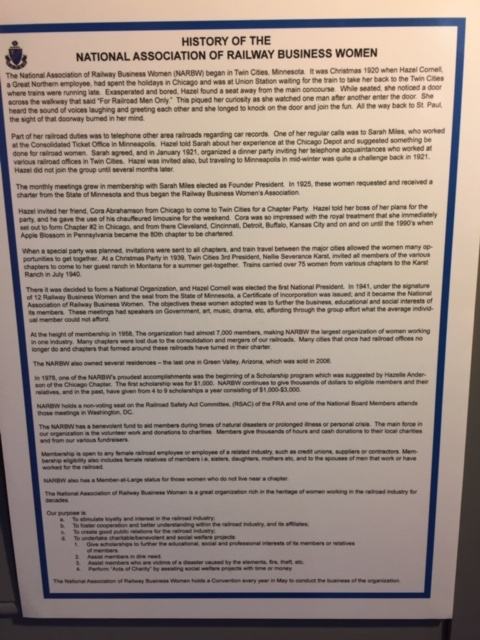 HISTORY OF THE
NATIONAL ASSOCIATION OF RAILWAY BUSINESS WOMEN
The National Association of Railway Business Women (NARBW) began in Twin Cities, Minnesota. It was Christmas 1920 when Hazel Cornell,
a Great Northern employee, had spent the holidays in Chicago and was at Union Station waiting for the train to take her back to the Twin Cities
where trains were running late. Exasperated and bored, Hazel found a seat away from the main concourse. While seated, she noticed a door
across the walkway that said "For Railroad Men Only." This piqued her curiosity as she watched one man after another enter the door. She
heard the sound of voices laughing and greeting each other and she longed to knock on the door and join the fun. All the way back to St. Paul,
the sight of that doorway burned in her mind.
Part of her railroad duties was to telephone other area railroads regarding car records. One of her regular calls was to Sarah Miles, who worked
at the Consolidated Ticket Office in Minneapolis. Hazel told Sarah about her experience at the Chicago Depot and suggested something be
done for railroad women. Sarah agreed, and in January 1921, organized a dinner party inviting her telephone acquaintances who worked at
various railroad offices in Twin Cities. Hazel was invited also, but traveling to Minneapolis in mid-winter was quite a challenge back in 1921.
Hazel did not join the group until several months later.
The monthly meetings grew in membership with Sarah Miles elected as Founder President. In 1925, these women requested and received a
charter from the State of Minnesota and thus began the Railway Business Women's Association.
Hazel invited her friend, Cora Abrahamson from Chicago to come to Twin Cities for a Chapter Party. Hazel told her boss of her plans for the
party, and he gave the use of his chauffeured limousine for the weekend. Cora was so impressed with the royal treatment that she immediately
set out to form Chapter #2 in Chicago, and from there Cleveland, Cincinnati, Detroit, Buffalo, Kansas City and on and on until the 1990's when
Apple Blossom in Pennsylvania became the 80th chapter to be chartered.
When a special party was planned, invitations were sent to all chapters, and train travel between the major cities allowed the women many op-
portunities to get together. At a Christmas Party in 1939, Twin Cities 3rd President, Nellie Severance Karst, invited all members of the various
chapters to come to her guest ranch in Montana for a summer get-together. Trains carried over 75 women from various chapters to the Karst
Ranch in July 1940.
There it was decided to form a National Organization, and Hazel Cornell was elected the first National President. In 1941, under the signature
of 12 Railway Business Women and the seal from the State of Minnesota, a Certificate of Incorporation was issued; and it became the National
Association of Railway Business Women. The objectives these women adopted was to further the business, educational and social interests of
its members. These meetings had speakers on Government, art, music, drama, etc, affording through the group effort what the average individ-
ual member could not afford.
At the height of membership in 1958, The organization had almost 7,000 members, making NARBW the largest organization of women working
in one industry. Many chapters were lost due to the consolidation and mergers of our railroads. Many cities that once had railroad offices no
longer do and chapters that formed around these railroads have turned in their charter.
The NARBW also owned several residences – the last one in Green Valley, Arizona, which was sold in 2006.
In 1975, one of the NARBW's proudest accomplishments was the beginning of a Scholarship program which was suggested by Hazelle Ander-
son of the Chicago Chapter. The first scholarship was for $1,000. NARBW continues to give thousands of dollars to eligible members and their
relatives, and in the past, have given from 4 to 9 scholarships a year consisting of $1,000-$3,000.
NARBW holds a non-voting seat on the Railroad Safety Act Committee, (RSAC) of the FRA and one of the National Board Members attends
those meetings in Washington, DC.
The NARBW has a benevolent fund to aid members during times of natural disasters or prolonged illness or personal crisis. The main force in
our organization is the volunteer work and donations to charities. Members give thousands of hours and cash donations to their local charities
and from our various fundraisers.
Membership is open to any female railroad employee or employee of a related industry, such as credit unions, suppliers or contractors. Mem-
bership eligibility also includes female relatives of members i.e. sisters, daughters, mothers etc, and to the spouses of men that work or have
worked for the railroad.
NARBW also has a Member-at-Large status for those women who do not live near a chapter.
The National Association of Railway Business Women is a great organization rich in the heritage of women working in the railroad industry for
decades.
Our purpose is:
a. To stimulate loyalty and interest in the railroad industry;
b. To foster cooperation and better understanding within the railroad industry, and its affiliates;
c. To create good public relations for the railroad industry;
d. To undertake charitable/benevolent and social welfare projects
1. Give scholarships to further the educational, social and professional interests of its members or relatives
of members
2. Assist members in dire need.
3. Assist members who are victims of a disaster caused by the elements, fire, theft, etc.
4. Perform "Acts of Charity" by assisting social welfare projects with time or money
The National Association of Railway Business Women holds a Convention every year in May to conduct the business of the organization.